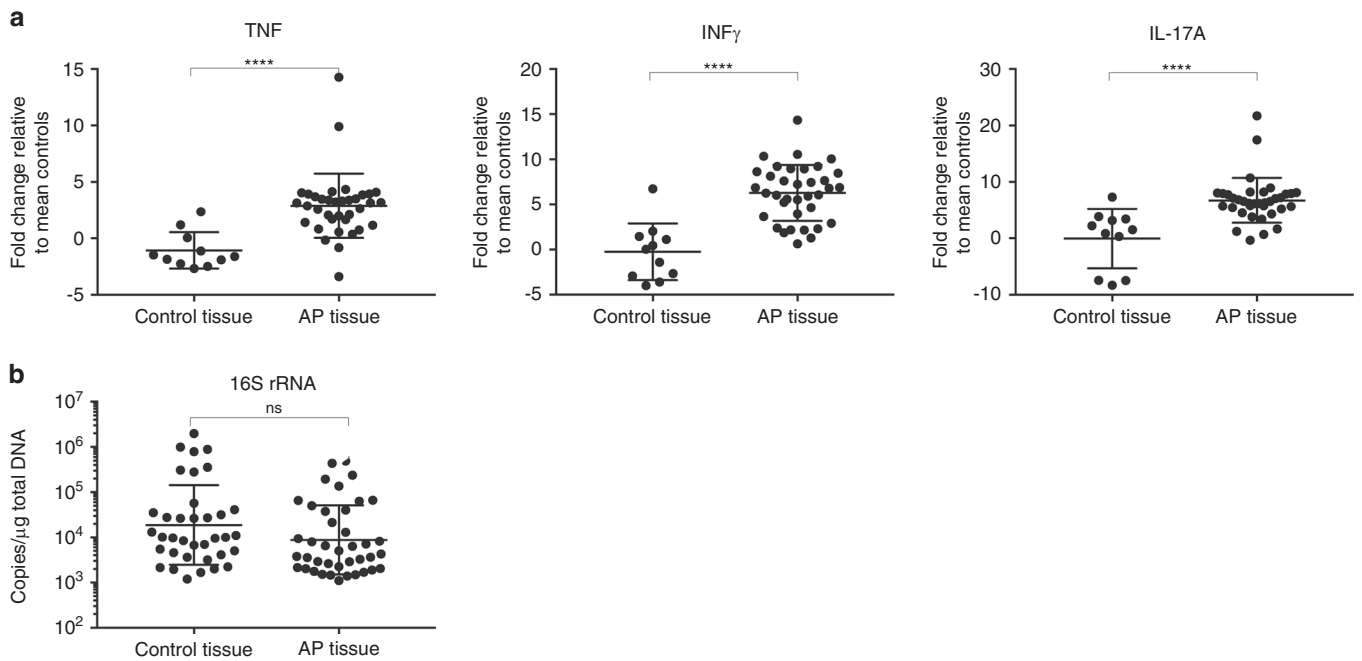 a
TNF
INFγ
IL-17A
****
****
****
Fold change relative
to mean controls
15
10
5
0
-5
Control tissue
AP tissue
Fold change relative
to mean controls
15
10
5
0
-5
Control tissue
AP tissue
Fold change relative
to mean controls
30
20
10
0
-10
Control tissue
AP tissue
b
16S rRNA
ns
Copies/μg total DNA
10⁷
10⁶
10⁵
10⁴
10³
10²
Control tissue
AP tissue